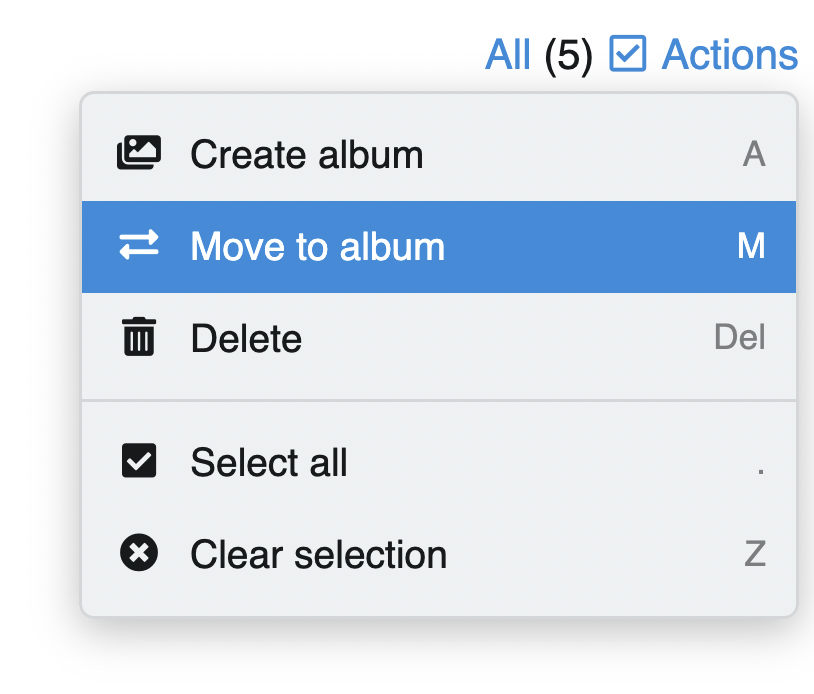 All (5) Actions
Create album A
Move to album M
Delete Del
Select all .
Clear selection Z